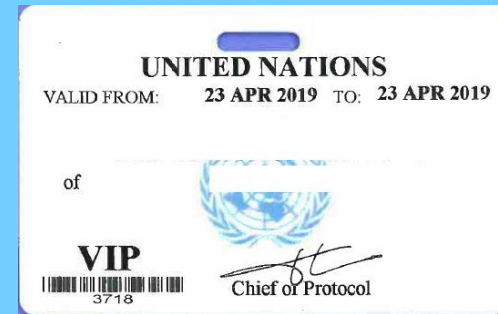 UNITED NATIONS
VALID FROM: 23 APR 2019 TO: 23 APR 2019
of
VIP
3718
Chief of Protocol